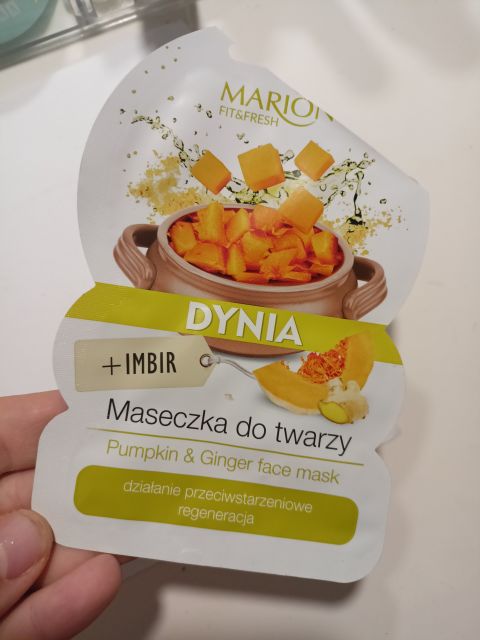 MARION
FIT&FRESH
DYNIA
+IMBIR
Maseczka do twarzy
Pumpkin & Ginger face mask
działanie przeciwstarzeniowe
regeneracja